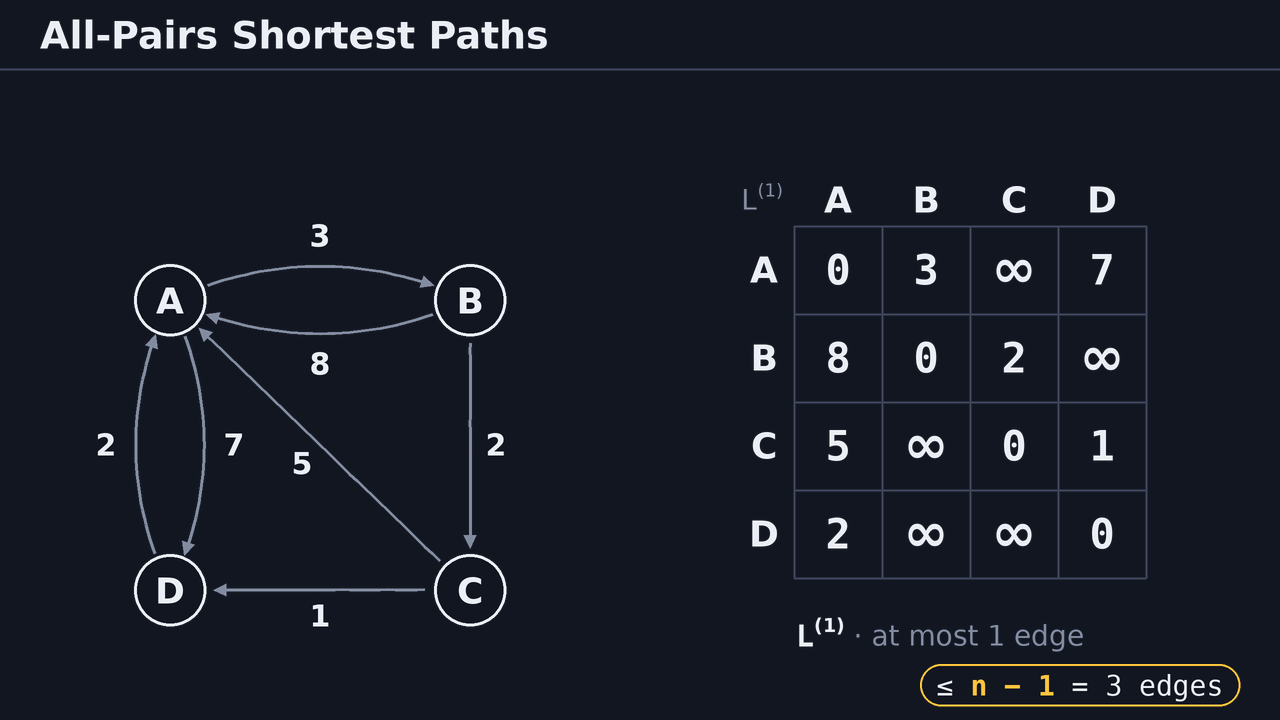 All-Pairs Shortest Paths
3
A B
8
2 7 5 2
D C
1
L(1) A B C D
A 0 3 ∞ 7
B 8 0 2 ∞
C 5 ∞ 0 1
D 2 ∞ ∞ 0
L(1) · at most 1 edge
≤ n − 1 = 3 edges